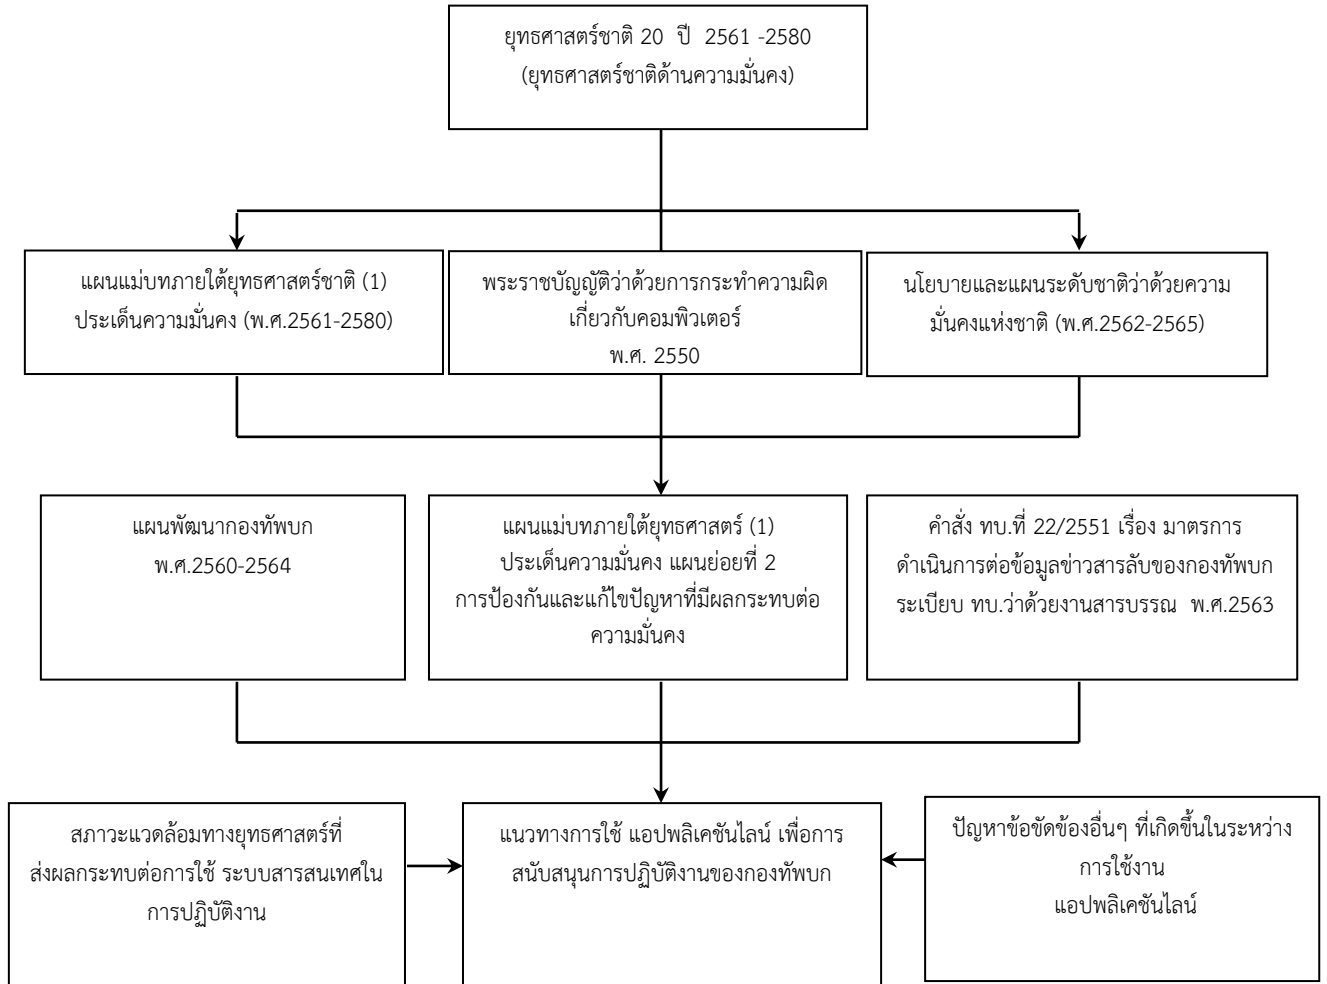 ยุทธศาสตร์ชาติ 20 ปี 2561 -2580
(ยุทธศาสตร์ชาติด้านความมั่นคง)
แผนแม่บทภายใต้ยุทธศาสตร์ชาติ (1)
ประเด็นความมั่นคง (พ.ศ.2561-2580)
พระราชบัญญัติว่าด้วยการกระทำความผิด
เกี่ยวกับคอมพิวเตอร์
พ.ศ. 2550
นโยบายและแผนระดับชาติว่าด้วยความ
มั่นคงแห่งชาติ (พ.ศ.2562-2565)
แผนพัฒนากองทัพบก
พ.ศ.2560-2564
แผนแม่บทภายใต้ยุทธศาสตร์ (1)
ประเด็นความมั่นคง แผนย่อยที่ 2
การป้องกันและแก้ไขปัญหาที่มีผลกระทบต่อ
ความมั่นคง
คำสั่ง ทบ.ที่ 22/2551 เรื่อง มาตรการ
ดำเนินการต่อข้อมูลข่าวสารลับของกองทัพบก
ระเบียบ ทบ.ว่าด้วยงานสารบรรณ พ.ศ.2563
สภาวะแวดล้อมทางยุทธศาสตร์ที่
ส่งผลกระทบต่อการใช้ ระบบสารสนเทศใน
การปฏิบัติงาน
แนวทางการใช้ แอปพลิเคชันไลน์ เพื่อการ
สนับสนุนการปฏิบัติงานของกองทัพบก
ปัญหาข้อขัดข้องอื่นๆ ที่เกิดขึ้นในระหว่าง
การใช้งาน
แอปพลิเคชันไลน์